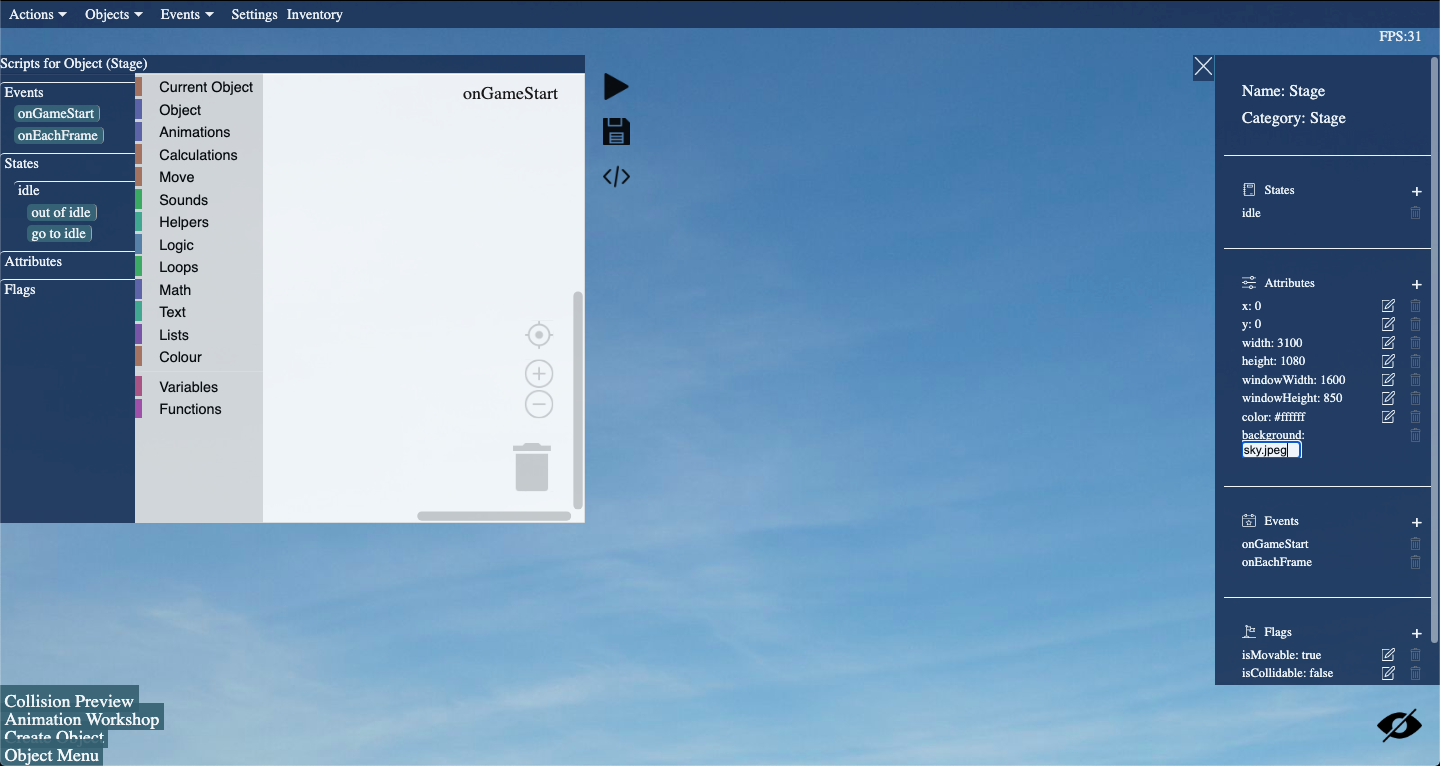 Actions Objects Events Settings Inventory
FPS:31
Scripts for Object (Stage)
Events
onGameStart
onEachFrame
States
idle
out of idle
go to idle
Attributes
Flags
Current Object
Object
Animations
Calculations
Move
Sounds
Helpers
Logic
Loops
Math
Text
Lists
Colour
Variables
Functions
onGameStart
Name: Stage
Category: Stage
States
idle
Attributes
x: 0
y: 0
width: 3100
height: 1080
windowWidth: 1600
windowHeight: 850
color: #ffffff
background:
sky.jpeg
Events
onGameStart
onEachFrame
Flags
isMovable: true
isCollidable: false
Collision Preview
Animation Workshop
Create Object
Object Menu